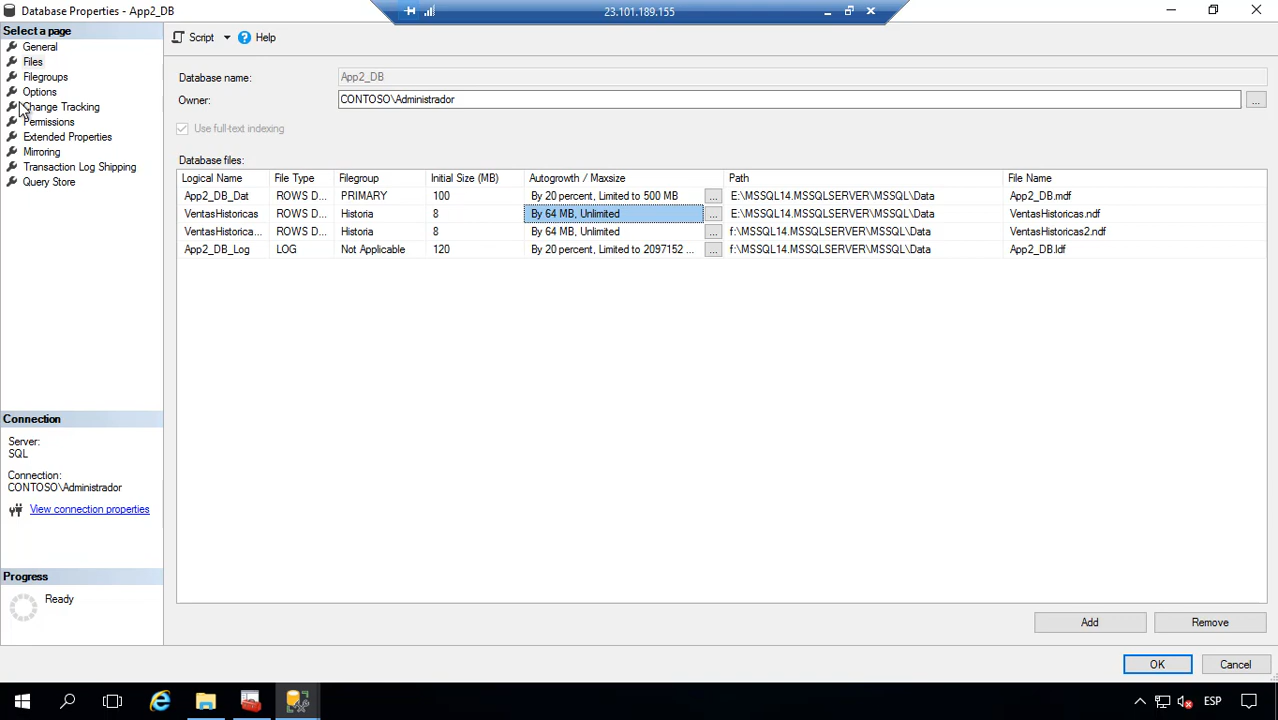 Database Properties - App2_DB
23.101.189.155
Select a page
General
Files
Filegroups
Options
Change Tracking
Permissions
Extended Properties
Mirroring
Transaction Log Shipping
Query Store
Script
Help
Database name: App2_DB
Owner: CONTOSO\Administrador ...
Use full-text indexing
Database files:
Logical Name File Type Filegroup Initial Size (MB) Autogrowth / Maxsize Path File Name
App2_DB_Dat ROWS D... PRIMARY 100 By 20 percent, Limited to 500 MB ... E:\MSSQL14.MSSQLSERVER\MSSQL\Data App2_DB.mdf
VentasHistoricas ROWS D... Historia 8 By 64 MB, Unlimited ... E:\MSSQL14.MSSQLSERVER\MSSQL\Data VentasHistoricas.ndf
VentasHistorica... ROWS D... Historia 8 By 64 MB, Unlimited ... f:\MSSQL14.MSSQLSERVER\MSSQL\Data VentasHistoricas2.ndf
App2_DB_Log LOG Not Applicable 120 By 20 percent, Limited to 2097152 ... ... f:\MSSQL14.MSSQLSERVER\MSSQL\Data App2_DB.ldf
Connection
Server:
SQL
Connection:
CONTOSO\Administrador
View connection properties
Progress
Ready
Add Remove
OK Cancel
ESP